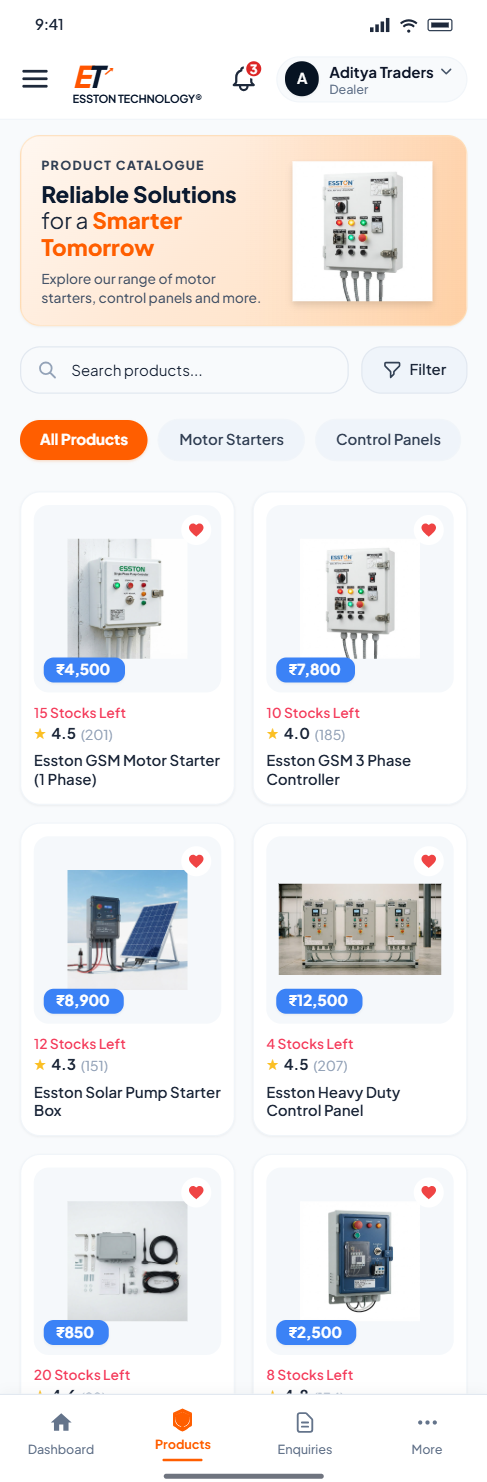 9:41
ET
ESSTON TECHNOLOGY®
3
A
Aditya Traders
Dealer
PRODUCT CATALOGUE
Reliable Solutions
for a Smarter
Tomorrow
Explore our range of motor
starters, control panels and more.
ESSTON
Search products...
Filter
All Products
Motor Starters
Control Panels
ESSTON
₹4,500
15 Stocks Left
★ 4.5 (201)
Esston GSM Motor Starter
(1 Phase)
ESSTON
₹7,800
10 Stocks Left
★ 4.0 (185)
Esston GSM 3 Phase
Controller
₹8,900
12 Stocks Left
★ 4.3 (151)
Esston Solar Pump Starter
Box
₹12,500
4 Stocks Left
★ 4.5 (207)
Esston Heavy Duty
Control Panel
₹850
20 Stocks Left
₹2,500
8 Stocks Left
Dashboard
Products
Enquiries
More